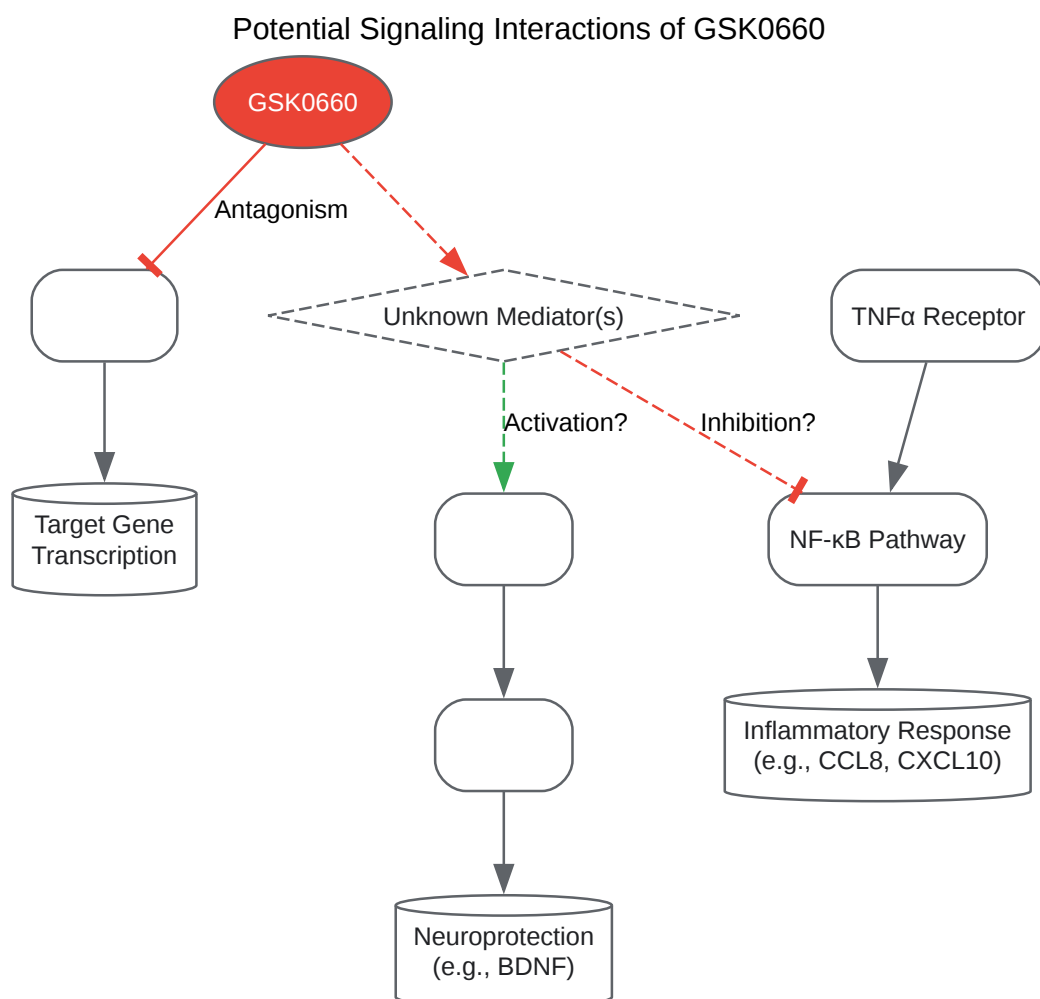 Potential Signaling Interactions of GSK0660
GSK0660
Antagonism
Unknown Mediator(s)
TNFα Receptor
Activation?
Inhibition?
Target Gene
Transcription
NF-κB Pathway
Inflammatory Response
(e.g., CCL8, CXCL10)
Neuroprotection
(e.g., BDNF)